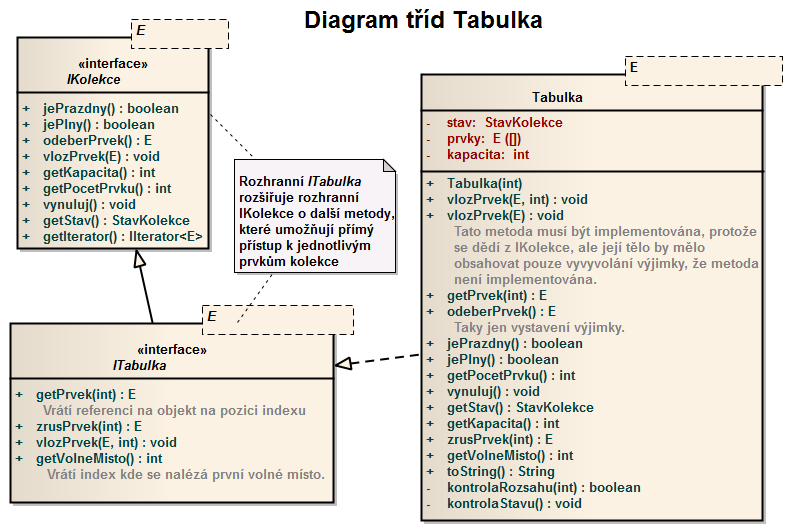 Diagram tříd Tabulka
E
«interface»
IKolekce
+ jePrazdny() : boolean
+ jePlny() : boolean
+ odeberPrvek() : E
+ vlozPrvek(E) : void
+ getKapacita() : int
+ getPocetPrvku() : int
+ vynuluj() : void
+ getStav() : StavKolekce
+ getIterator() : IIterator<E>
Rozhranní ITabulka
rozšiřuje rozhranní
IKolekce o další metody,
které umožňují přímý
přístup k jednotlivým
prvkům kolekce
E
«interface»
ITabulka
+ getPrvek(int) : E
Vrátí referenci na objekt na pozici indexu
+ zrusPrvek(int) : E
+ vlozPrvek(E, int) : void
+ getVolneMisto() : int
Vrátí index kde se nalézá první volné místo.
E
Tabulka
- stav: StavKolekce
- prvky: E ([])
- kapacita: int
+ Tabulka(int)
+ vlozPrvek(E, int) : void
+ vlozPrvek(E) : void
Tato metoda musí být implementována, protože
se dědí z IKolekce, ale její tělo by mělo
obsahovat pouze vyvyvolání výjimky, že metoda
není implementována.
+ getPrvek(int) : E
+ odeberPrvek() : E
Taky jen vystavení výjimky.
+ jePrazdny() : boolean
+ jePlny() : boolean
+ getPocetPrvku() : int
+ vynuluj() : void
+ getStav() : StavKolekce
+ getKapacita() : int
+ zrusPrvek(int) : E
+ getVolneMisto() : int
+ toString() : String
- kontrolaRozsahu(int) : boolean
- kontrolaStavu() : void